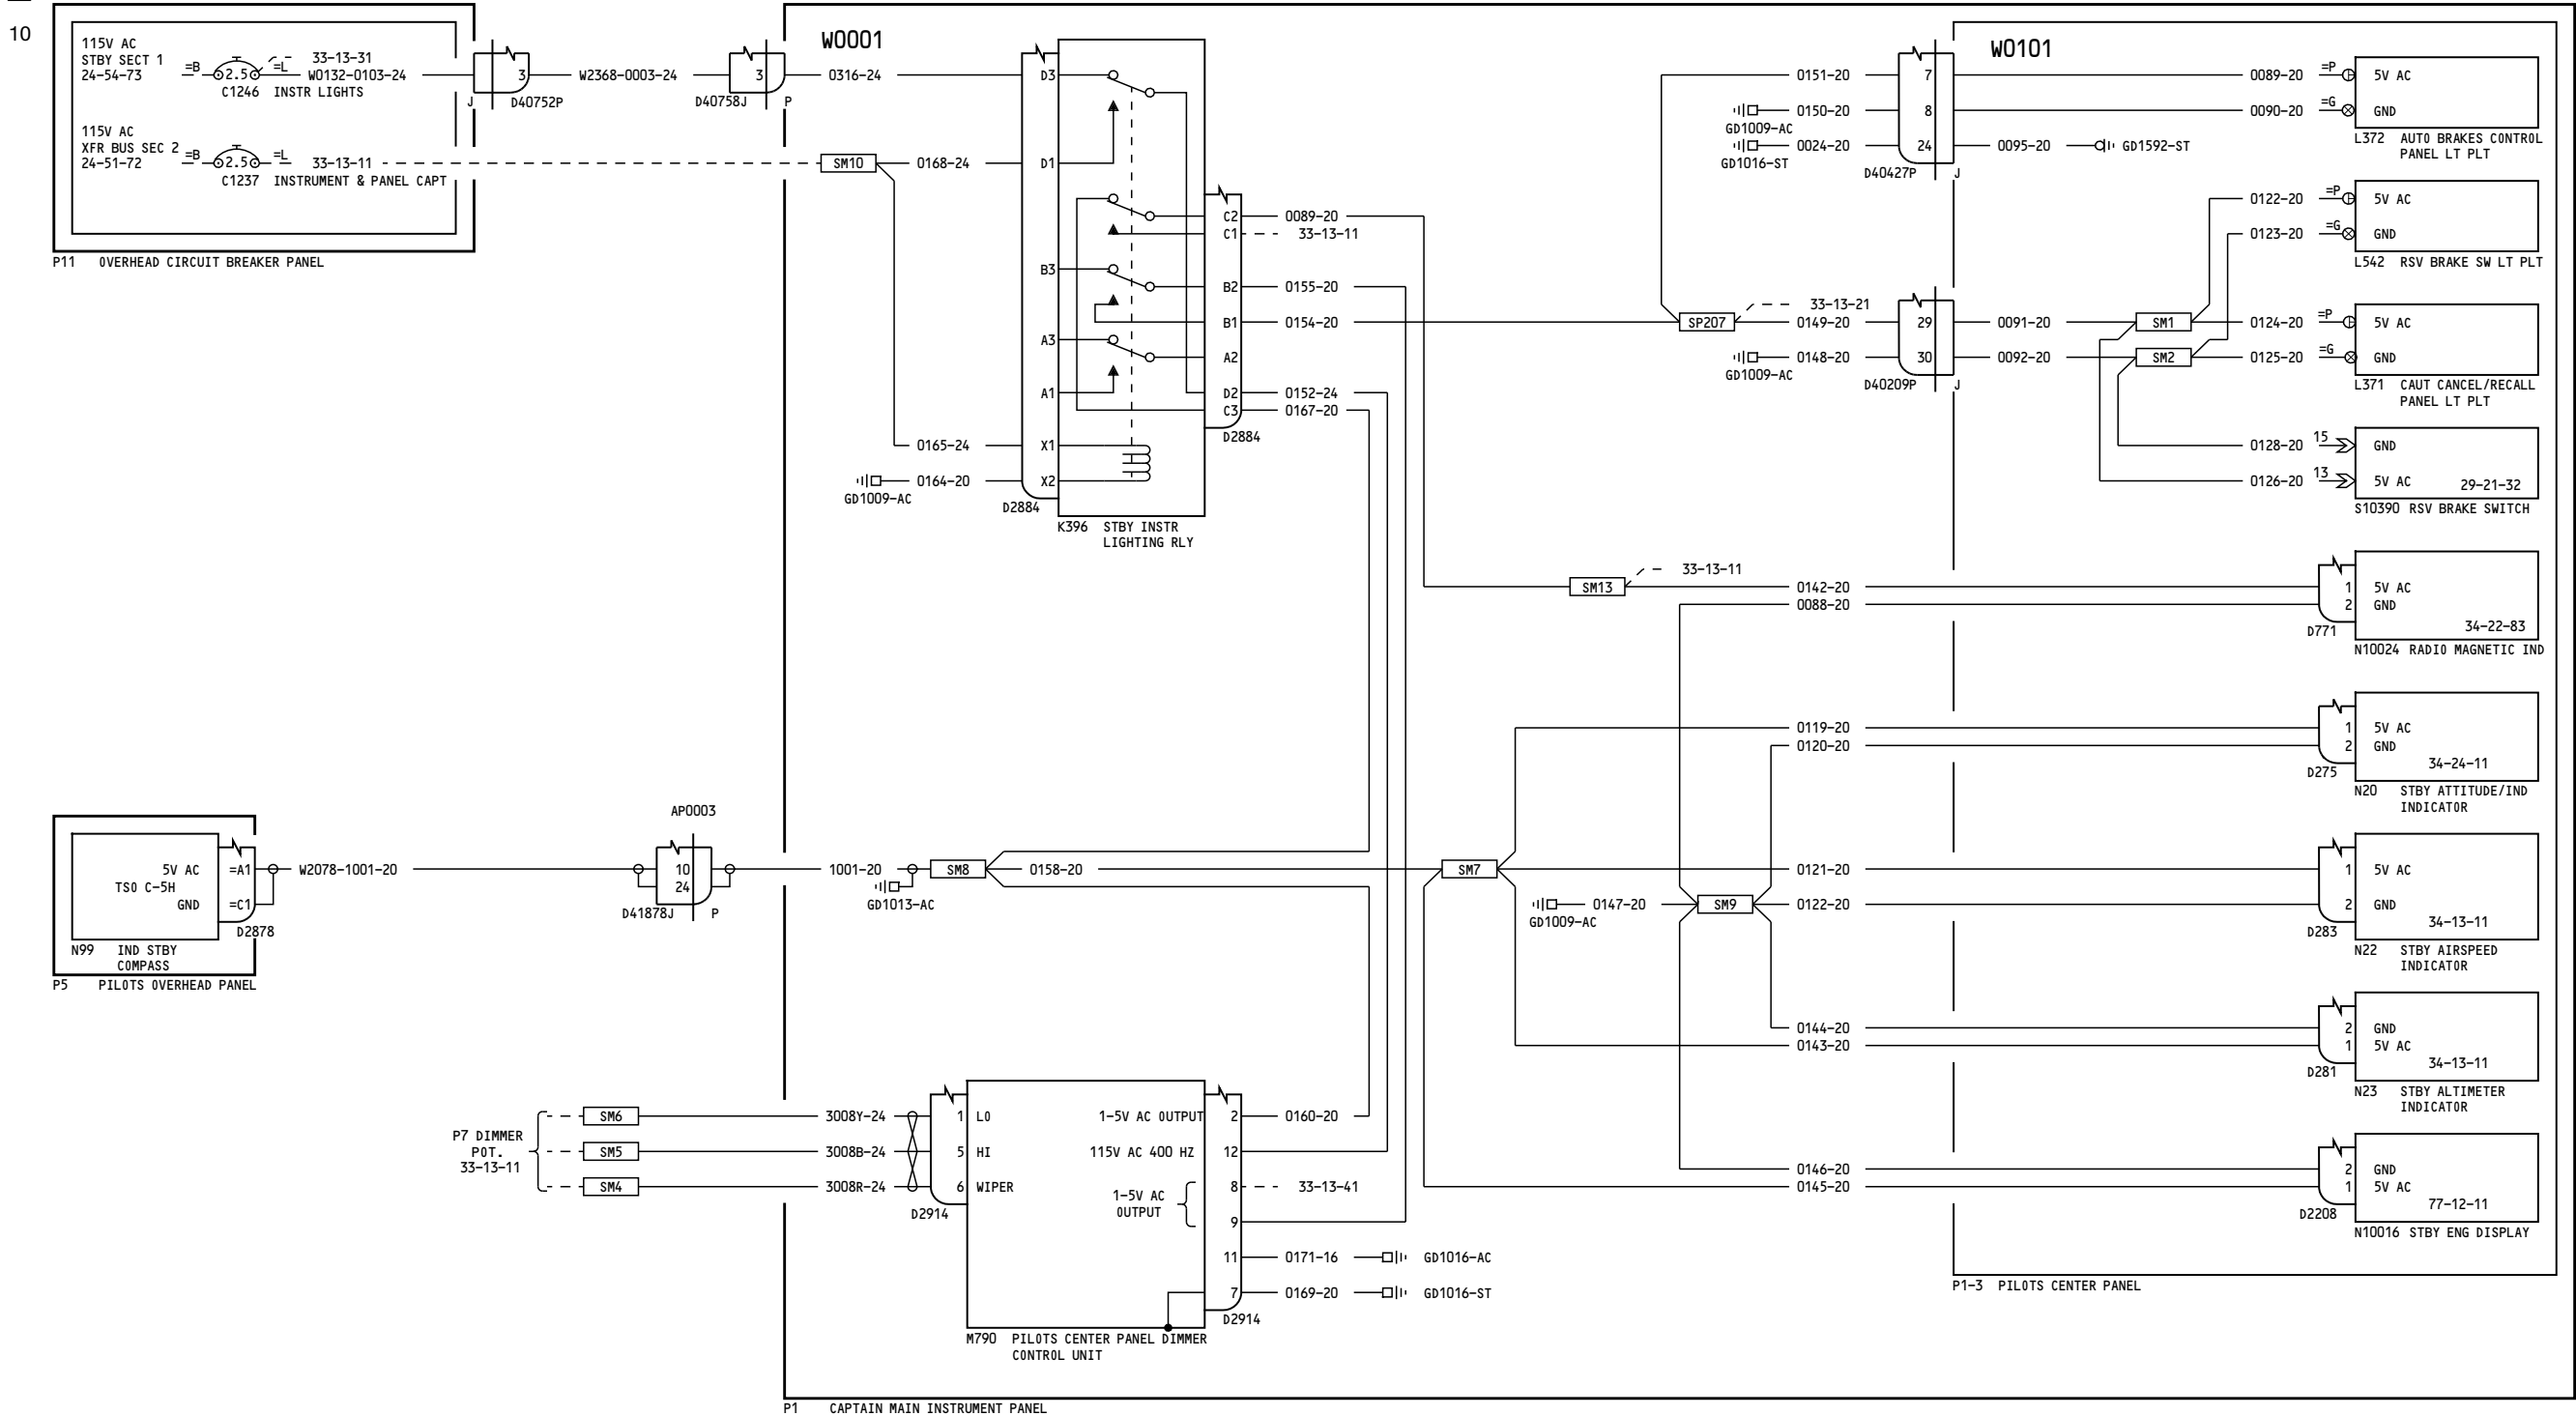 10
115V AC
STBY SECT 1
24-54-73
=B
2.5
=L
33-13-31
W0132-0103-24
C1246 INSTR LIGHTS
115V AC
XFR BUS SEC 2
24-51-72
=B
2.5
=L
33-13-11
C1237 INSTRUMENT & PANEL CAPT
P11 OVERHEAD CIRCUIT BREAKER PANEL
3
J
D40752P
W2368-0003-24
3
D40758J
P
W0001
0316-24
SM10
0168-24
0165-24
GD1009-AC
0164-20
D3
D1
B3
A3
A1
X1
X2
D2884
C2
C1
B2
B1
A2
D2
C3
D2884
K396 STBY INSTR
LIGHTING RLY
0089-20
33-13-11
0155-20
0154-20
0152-24
0167-20
W0101
0151-20
7
0089-20
=P
5V AC
GD1009-AC
0150-20
8
0090-20
=G
GND
L372 AUTO BRAKES CONTROL
PANEL LT PLT
GD1016-ST
0024-20
24
0095-20
GD1592-ST
D40427P
J
0122-20
=P
5V AC
0123-20
=G
GND
L542 RSV BRAKE SW LT PLT
SP207
33-13-21
0149-20
29
0091-20
SM1
0124-20
=P
5V AC
GD1009-AC
0148-20
30
0092-20
SM2
0125-20
=G
GND
D40209P
J
L371 CAUT CANCEL/RECALL
PANEL LT PLT
0128-20
15
GND
0126-20
13
5V AC
29-21-32
S10390 RSV BRAKE SWITCH
SM13
33-13-11
0142-20
1
5V AC
0088-20
2
GND
34-22-83
D771
N10024 RADIO MAGNETIC IND
0119-20
1
5V AC
0120-20
2
GND
34-24-11
D275
N20 STBY ATTITUDE/IND
INDICATOR
5V AC
TSO C-5H
GND
=A1
=C1
D2878
N99 IND STBY
COMPASS
P5 PILOTS OVERHEAD PANEL
W2078-1001-20
AP0003
10
24
D41878J
P
1001-20
GD1013-AC
SM8
0158-20
SM7
0121-20
1
5V AC
GD1009-AC
0147-20
SM9
0122-20
2
GND
34-13-11
D283
N22 STBY AIRSPEED
INDICATOR
0144-20
2
GND
0143-20
1
5V AC
34-13-11
D281
N23 STBY ALTIMETER
INDICATOR
0146-20
2
GND
0145-20
1
5V AC
77-12-11
D2208
N10016 STBY ENG DISPLAY
P1-3 PILOTS CENTER PANEL
P7 DIMMER
POT.
33-13-11
SM6
3008Y-24
1
LO
SM5
3008B-24
5
HI
SM4
3008R-24
6
WIPER
D2914
1-5V AC OUTPUT
2
0160-20
115V AC 400 HZ
12
1-5V AC
OUTPUT
8
33-13-41
9
11
0171-16
GD1016-AC
7
0169-20
GD1016-ST
D2914
M790 PILOTS CENTER PANEL DIMMER
CONTROL UNIT
P1 CAPTAIN MAIN INSTRUMENT PANEL